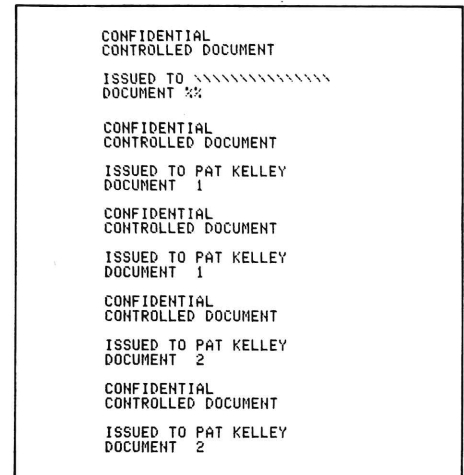 CONFIDENTIAL
CONTROLLED DOCUMENT
ISSUED TO \\\\\\\\\\\\\\\
DOCUMENT %%
CONFIDENTIAL
CONTROLLED DOCUMENT
ISSUED TO PAT KELLEY
DOCUMENT 1
CONFIDENTIAL
CONTROLLED DOCUMENT
ISSUED TO PAT KELLEY
DOCUMENT 1
CONFIDENTIAL
CONTROLLED DOCUMENT
ISSUED TO PAT KELLEY
DOCUMENT 2
CONFIDENTIAL
CONTROLLED DOCUMENT
ISSUED TO PAT KELLEY
DOCUMENT 2